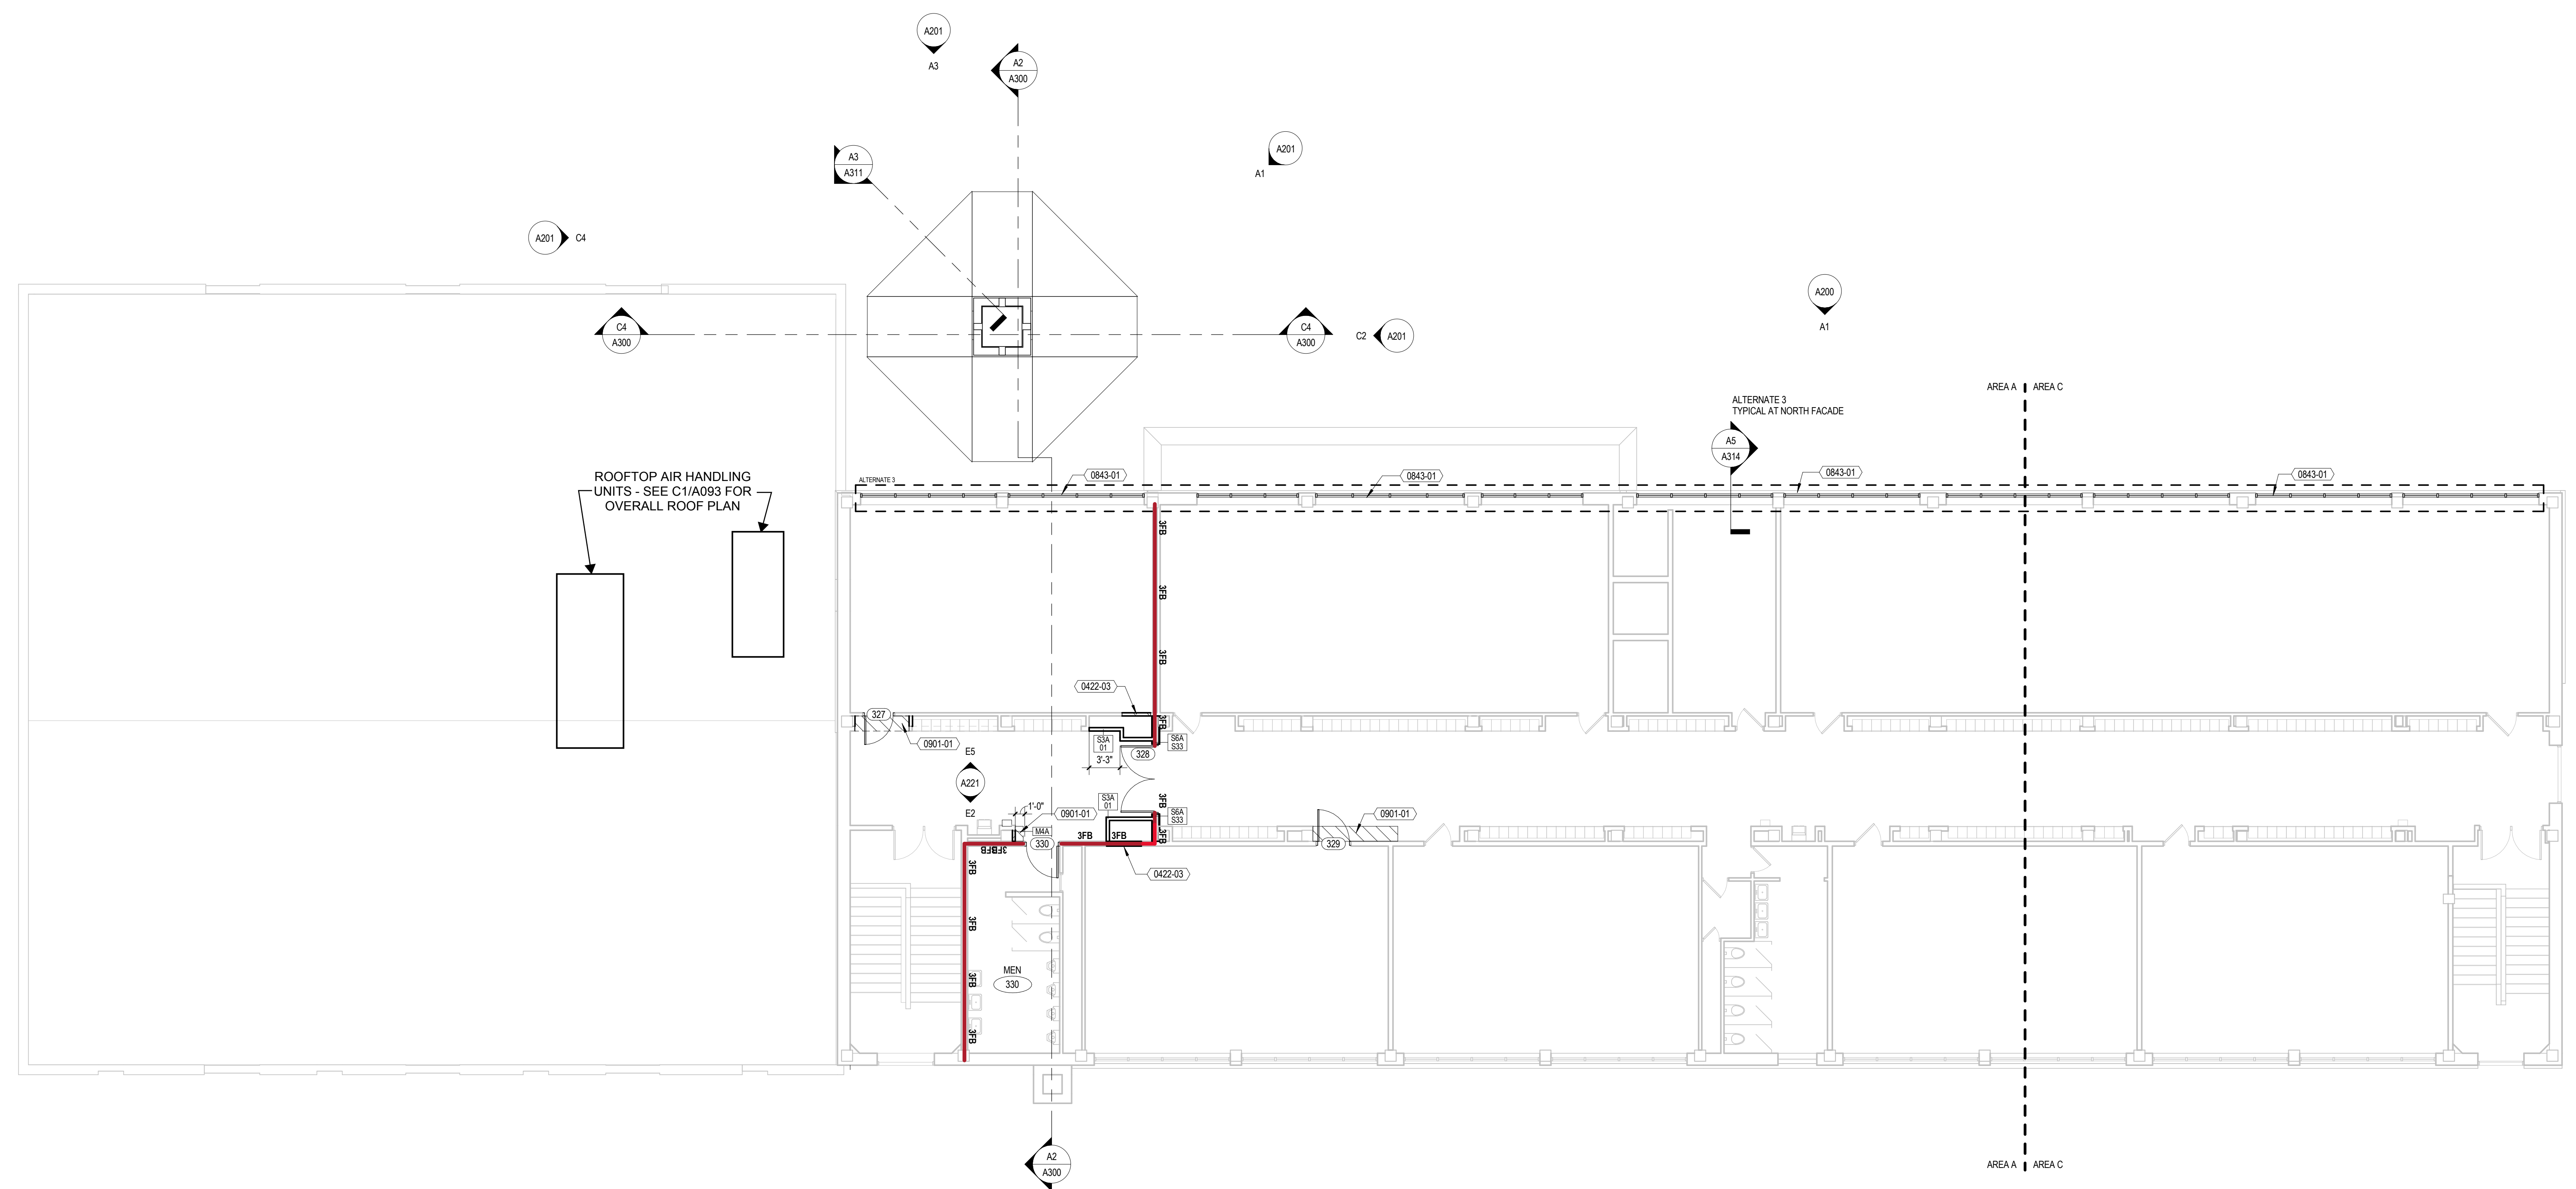 A201
A3
A2
A300
A3
A311
A201
A1
A201
C4
A200
A1
C4
A300
C4
A300
C2
A201
AREA A
AREA C
ALTERNATE 3
TYPICAL AT NORTH FACADE
A5
A314
ROOFTOP AIR HANDLING
UNITS - SEE C1/A093 FOR
OVERALL ROOF PLAN
ALTERNATE 3
0843-01
0843-01
0843-01
0843-01
3FB
3FB
3FB
0422-03
327
3FB
0901-01
S3A
01
S6A
S33
328
3'-3"
E5
A221
E2
1'-0"
0901-01
S3A
01
3FB
S6A
S33
0901-01
M4A
330
3FB
3FB
3FB
329
3FB
3FB
0422-03
3FB
3FB
3FB
MEN
330
3FB
A2
A300
AREA A
AREA C